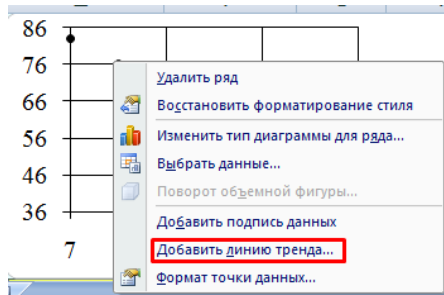 86
76
66
56
46
36
7
Удалить ряд
Восстановить форматирование стиля
Изменить тип диаграммы для ряда...
Выбрать данные...
Поворот объемной фигуры...
Добавить подпись данных
Добавить линию тренда...
Формат точки данных...